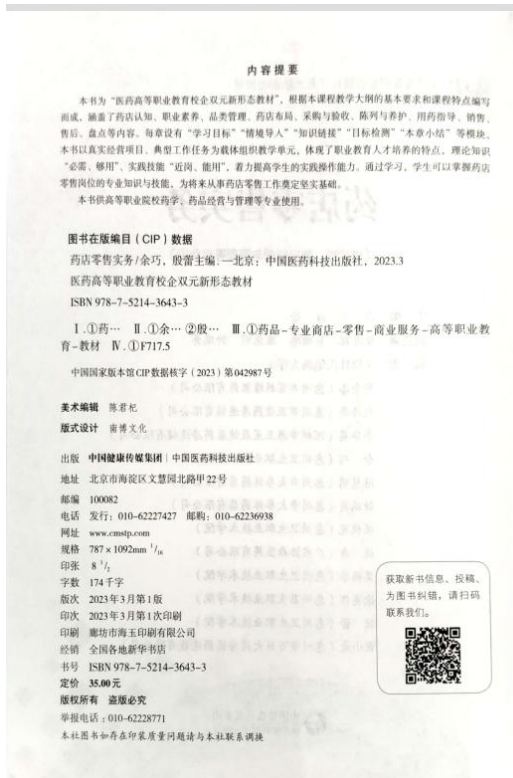 内容提要
本书为“医药高等职业教育校企双元新形态教材”，根据本课程教学大纲的基本要求和课程特点编写
而成，涵盖了药店认知、职业素养、品类管理、药店布局、采购与验收、陈列与养护、用药指导、销售、
售后、盘点等内容。每章设有“学习目标”“情境导入”“知识链接”“目标检测”“本章小结”等模块。
本书以真实经营项目、典型工作任务为载体组织教学单元，体现了职业教育人才培养的特点，理论知识
“必需、够用”、实践技能“近岗、能用”，着力提高学生的实践操作能力。通过学习，学生可以掌握药店
零售岗位的专业知识与技能，为将来从事药店零售工作奠定坚实基础。
本书供高等职业院校药学、药品经营与管理等专业使用。
图书在版编目（CIP）数据
药店零售实务/余巧，殷蕾主编.—北京：中国医药科技出版社，2023.3
医药高等职业教育校企双元新形态教材
ISBN 978-7-5214-3643-3
Ⅰ.①药… Ⅱ.①余… ②殷… Ⅲ.①药品-专业商店-零售-商业服务-高等职业教
育-教材 Ⅳ.①F717.5
中国国家版本馆CIP数据核字（2023）第042987号
美术编辑 陈君杞
版式设计 南博文化
出版 中国健康传媒集团｜中国医药科技出版社
地址 北京市海淀区文慧园北路甲22号
邮编 100082
电话 发行：010-62227427 邮购：010-62236938
网址 www.cmstp.com
规格 787×1092mm 1/16
印张 8 1/2
字数 174千字
版次 2023年3月第1版
印次 2023年3月第1次印刷
印刷 廊坊市海玉印刷有限公司
经销 全国各地新华书店
书号 ISBN 978-7-5214-3643-3
定价 35.00元
版权所有 盗版必究
举报电话：010-62228771
本社图书如存在印装质量问题请与本社联系调换
获取新书信息、投稿、
为图书纠错，请扫码
联系我们。